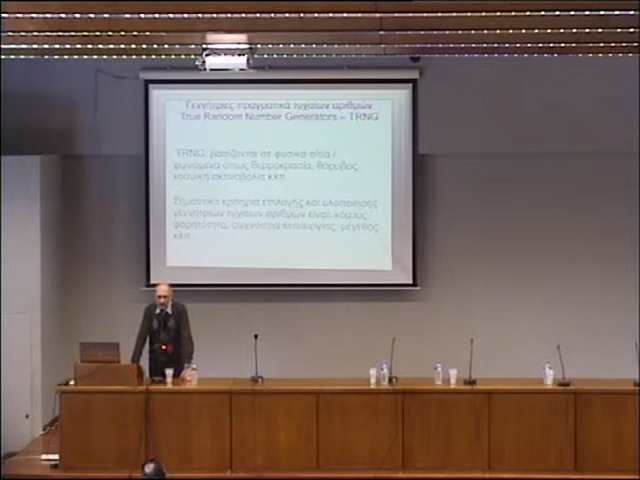 Γεννήτριες πραγματικά τυχαίων αριθμών
True Random Number Generators – TRNG
TRNG: βασίζονται σε φυσικά αίτια /
φαινόμενα όπως θερμοκρασία, θόρυβος,
κοσμική ακτινοβολία κλπ
Σημαντικά κριτήρια επιλογής και υλοποίησης
γεννητριών τυχαίων αριθμών είναι: κόστος,
φορητότητα, συχνότητα λειτουργίας, μέγεθος
κλπ